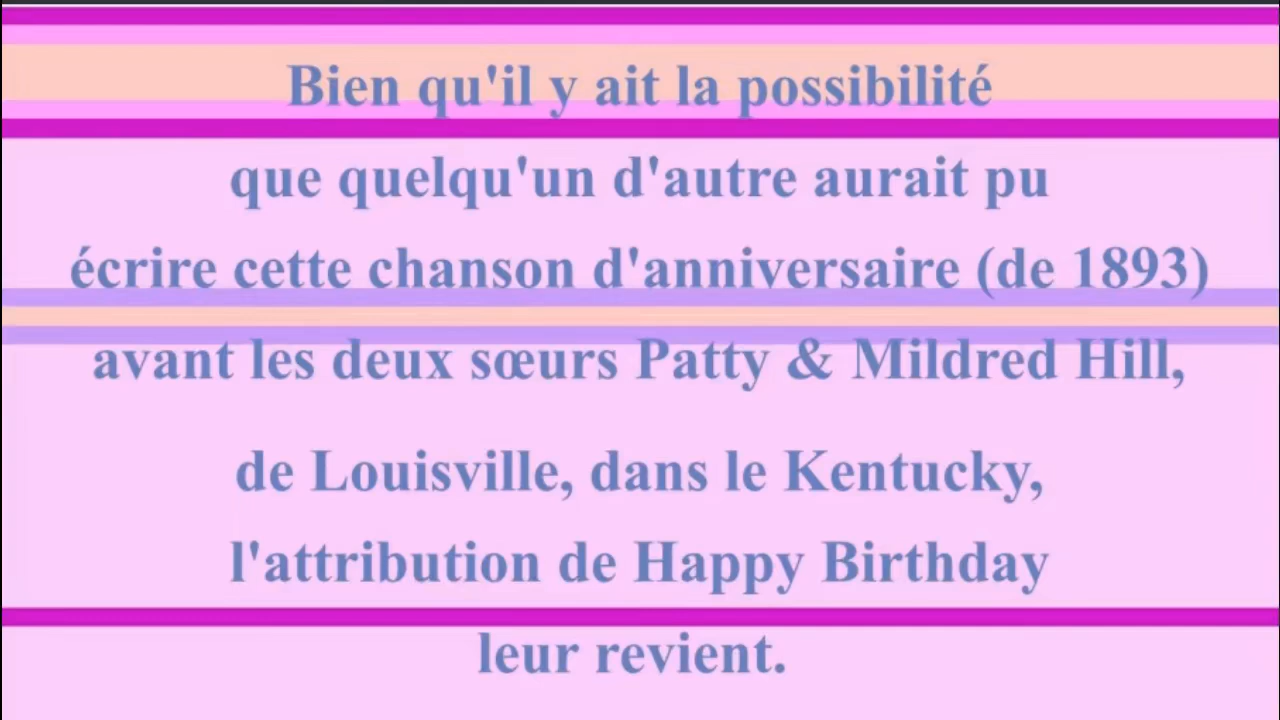 Bien qu'il y ait la possibilité
que quelqu'un d'autre aurait pu
écrire cette chanson d'anniversaire (de 1893)
avant les deux sœurs Patty & Mildred Hill,
de Louisville, dans le Kentucky,
l'attribution de Happy Birthday
leur revient.